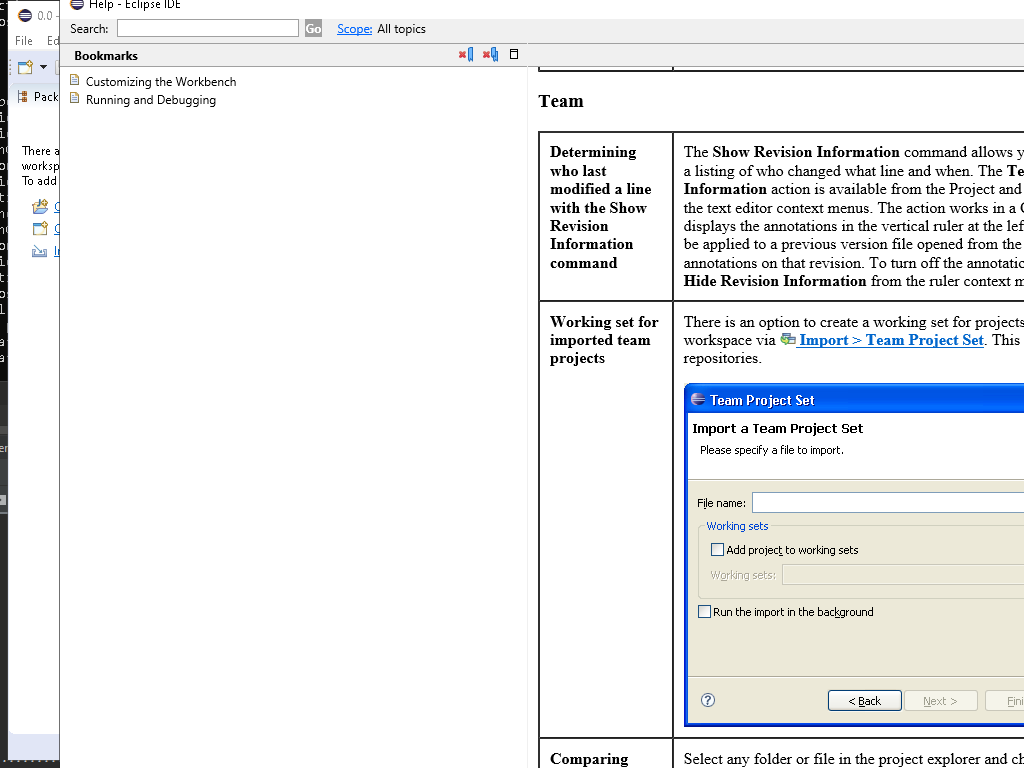 Help - Eclipse IDE
0.0 -
File Ed
Search: Go Scope: All topics
Bookmarks
Customizing the Workbench
Running and Debugging
Pack
There a
worksp
To add
Team
Determining
who last
modified a line
with the Show
Revision
Information
command
The Show Revision Information command allows y
a listing of who changed what line and when. The Te
Information action is available from the Project and
the text editor context menus. The action works in a C
displays the annotations in the vertical ruler at the lef
be applied to a previous version file opened from the
annotations on that revision. To turn off the annotatio
Hide Revision Information from the ruler context m
Working set for
imported team
projects
There is an option to create a working set for projects
workspace via Import > Team Project Set. This
repositories.
Team Project Set
Import a Team Project Set
Please specify a file to import.
File name:
Working sets
Add project to working sets
Working sets:
Run the import in the background
< Back Next > Fini
Comparing
Select any folder or file in the project explorer and ch